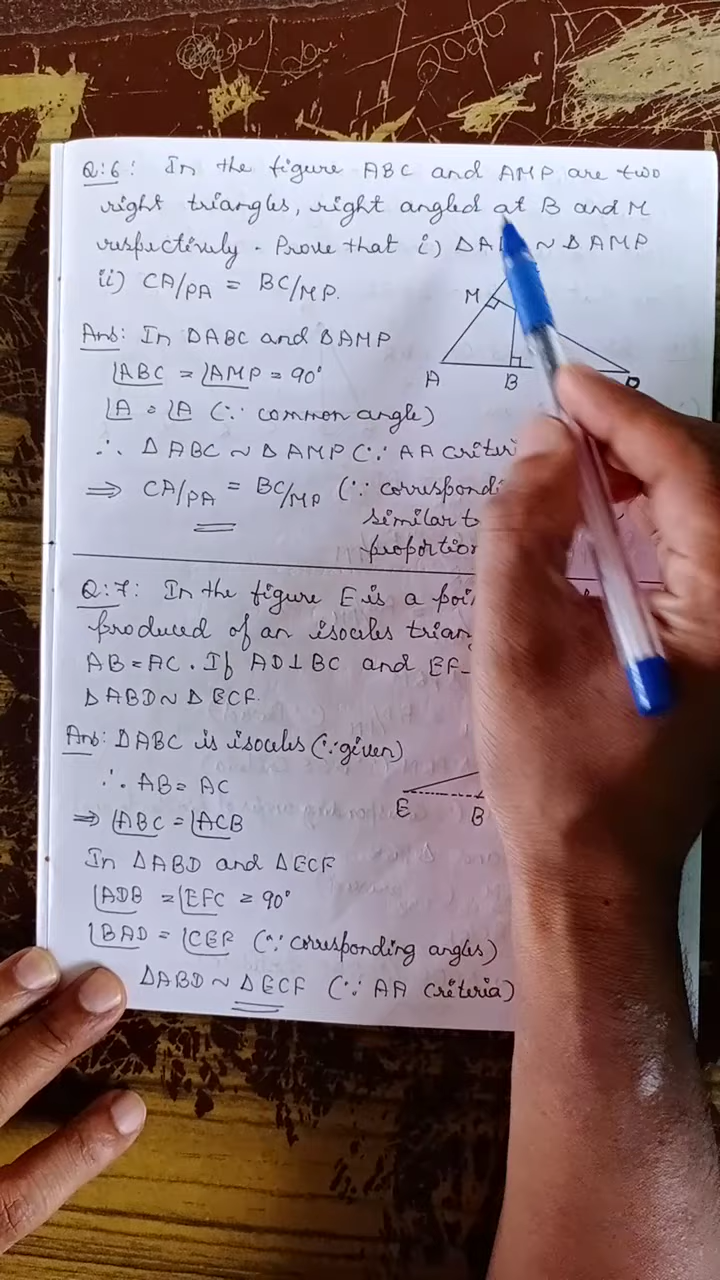 2020
Q:6: In the figure ABC and AMP are two
right triangles, right angled at B and M
respectively. Prove that i) ΔA ~ ΔAMP
ii) CA/PA = BC/MP.
M
A B P
Ans: In ΔABC and ΔAMP
∠ABC = ∠AMP = 90°
∠A = ∠A (∵ common angle)
∴ ΔABC ~ ΔAMP (∵ AA criteri
⇒ CA/PA = BC/MP (∵ correspondi
similar t
proportion
Q:7: In the figure E is a poi
produced of an isoceles trian
AB = AC. If AD⊥BC and EF
ΔABD ~ ΔECF.
Ans: ΔABC is isoceles (∵ given)
∴ AB = AC
E B
⇒ ∠ABC = ∠ACB
In ΔABD and ΔECF
∠ADB = ∠EFC = 90°
∠BAD = ∠CEF (∵ corresponding angles)
ΔABD ~ ΔECF (∵ AA criteria)